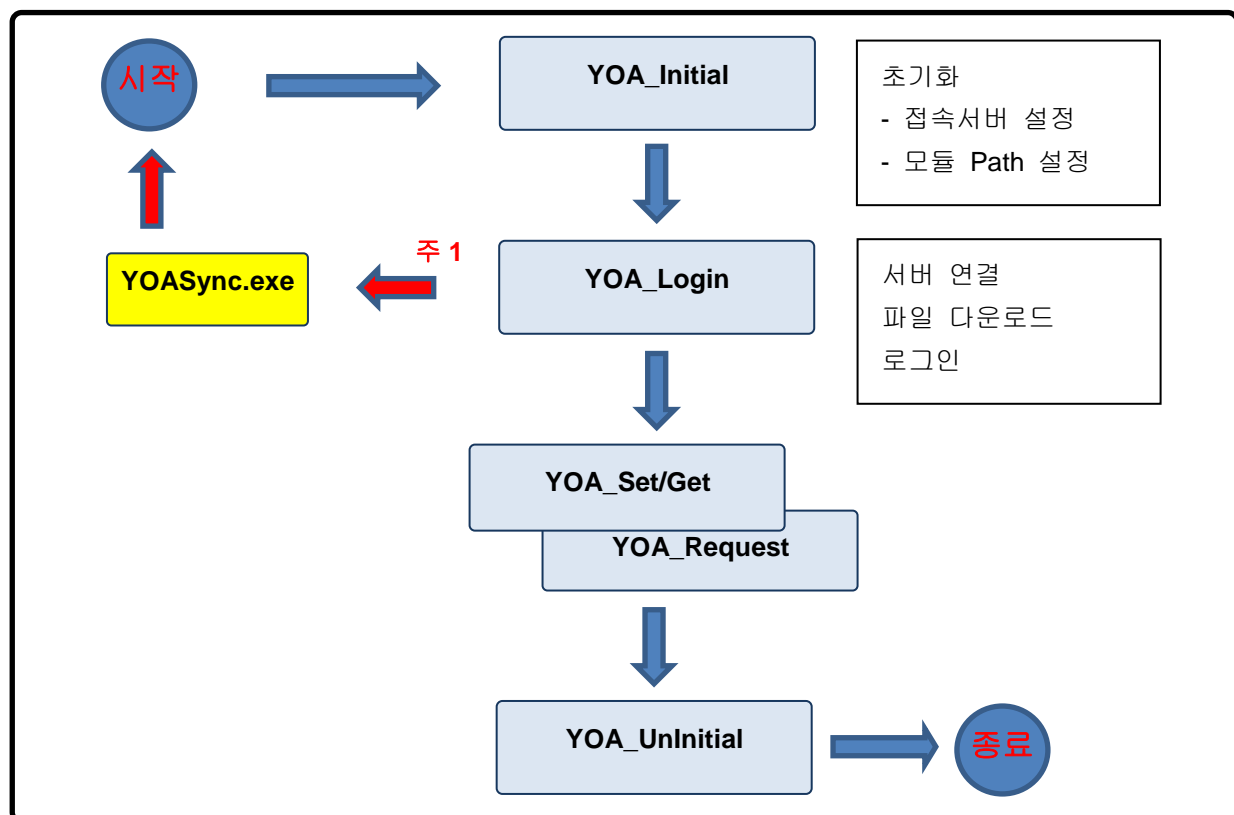 시작
YOA_Initial
초기화
- 접속서버 설정
- 모듈 Path 설정
주 1
YOASync.exe
YOA_Login
서버 연결
파일 다운로드
로그인
YOA_Set/Get
YOA_Request
YOA_UnInitial
종료